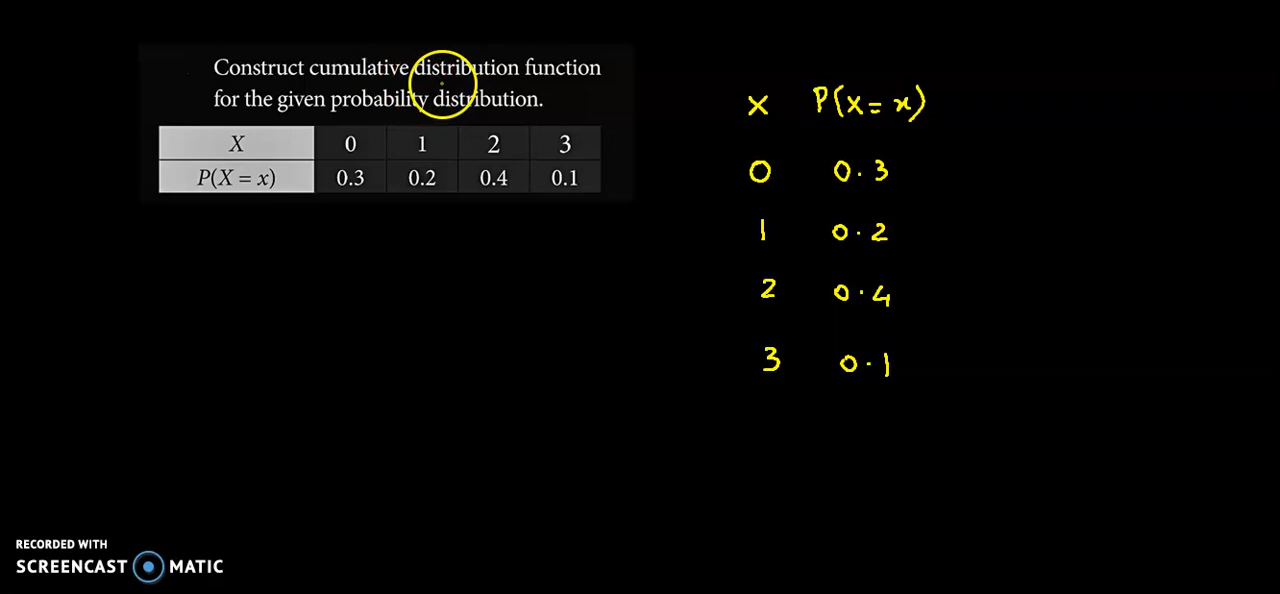 Construct cumulative distribution function
for the given probability distribution.
X 0 1 2 3
P(X = x) 0.3 0.2 0.4 0.1
X P(X = x)
0 0.3
1 0.2
2 0.4
3 0.1
RECORDED WITH
SCREENCAST MATIC